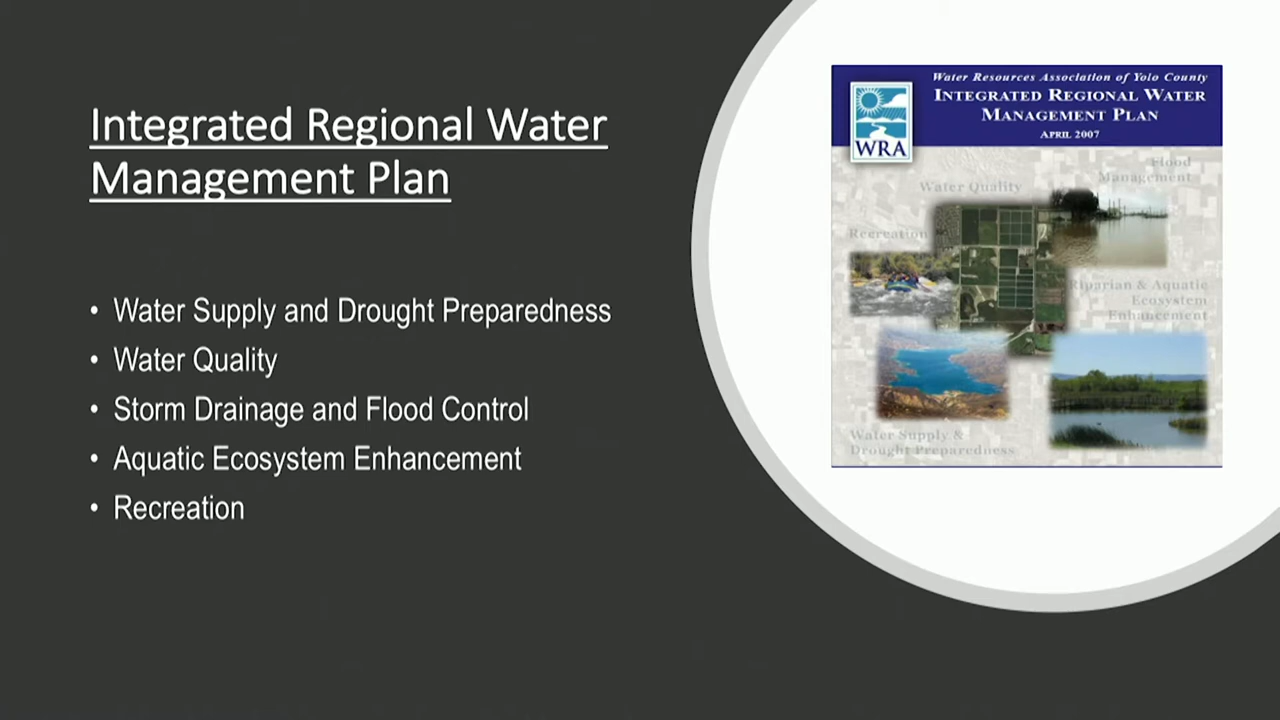 Integrated Regional Water
Management Plan
• Water Supply and Drought Preparedness
• Water Quality
• Storm Drainage and Flood Control
• Aquatic Ecosystem Enhancement
• Recreation
Water Resources Association of Yolo County
INTEGRATED REGIONAL WATER
MANAGEMENT PLAN
APRIL 2007
WRA
Flood
Management
Water Quality
Recreation
Riparian & Aquatic
Ecosystem
Enhancement
Water Supply &
Drought Preparedness